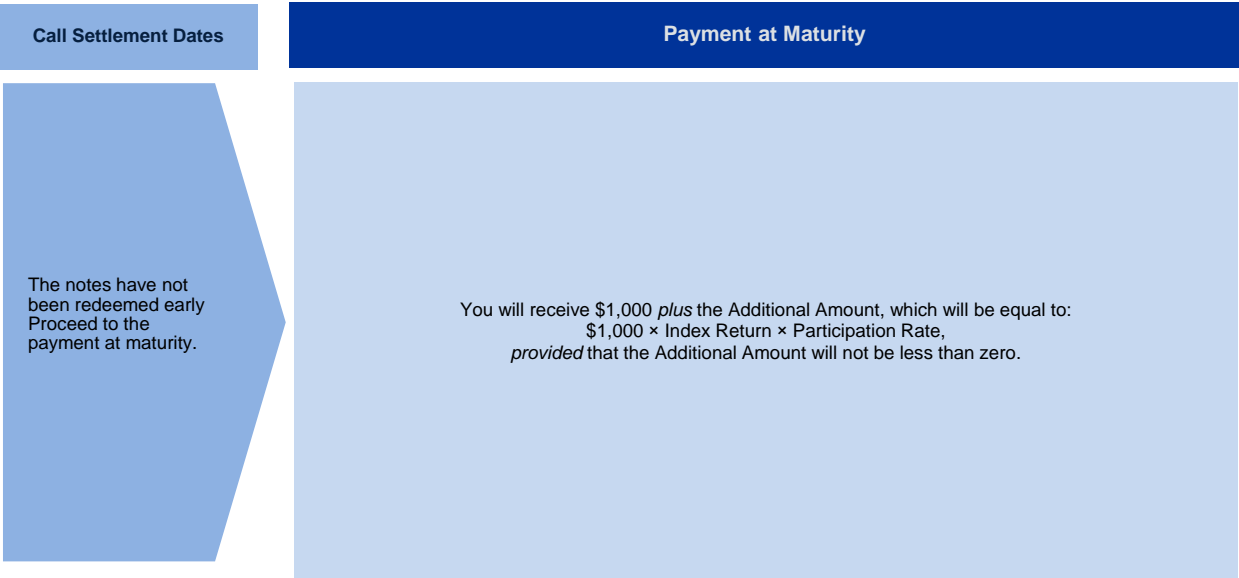 Call Settlement Dates
Payment at Maturity
The notes have not
been redeemed early
Proceed to the
payment at maturity.
You will receive $1,000 plus the Additional Amount, which will be equal to:
$1,000 × Index Return × Participation Rate,
provided that the Additional Amount will not be less than zero.